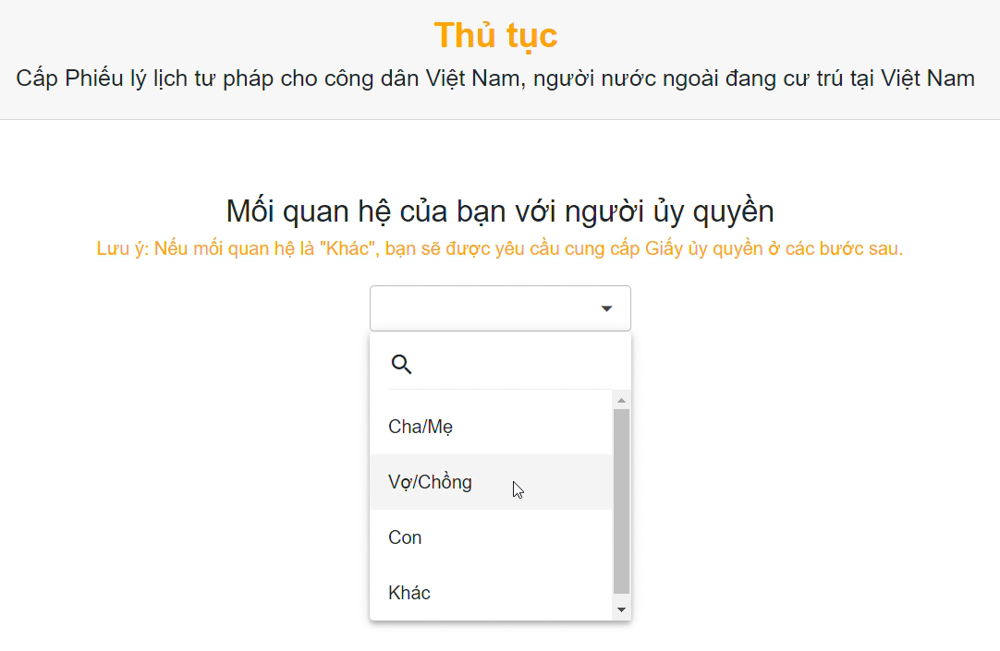 Thủ tục
Cấp Phiếu lý lịch tư pháp cho công dân Việt Nam, người nước ngoài đang cư trú tại Việt Nam
Mối quan hệ của bạn với người ủy quyền
Lưu ý: Nếu mối quan hệ là "Khác", bạn sẽ được yêu cầu cung cấp Giấy ủy quyền ở các bước sau.
Cha/Mẹ
Vợ/Chồng
Con
Khác